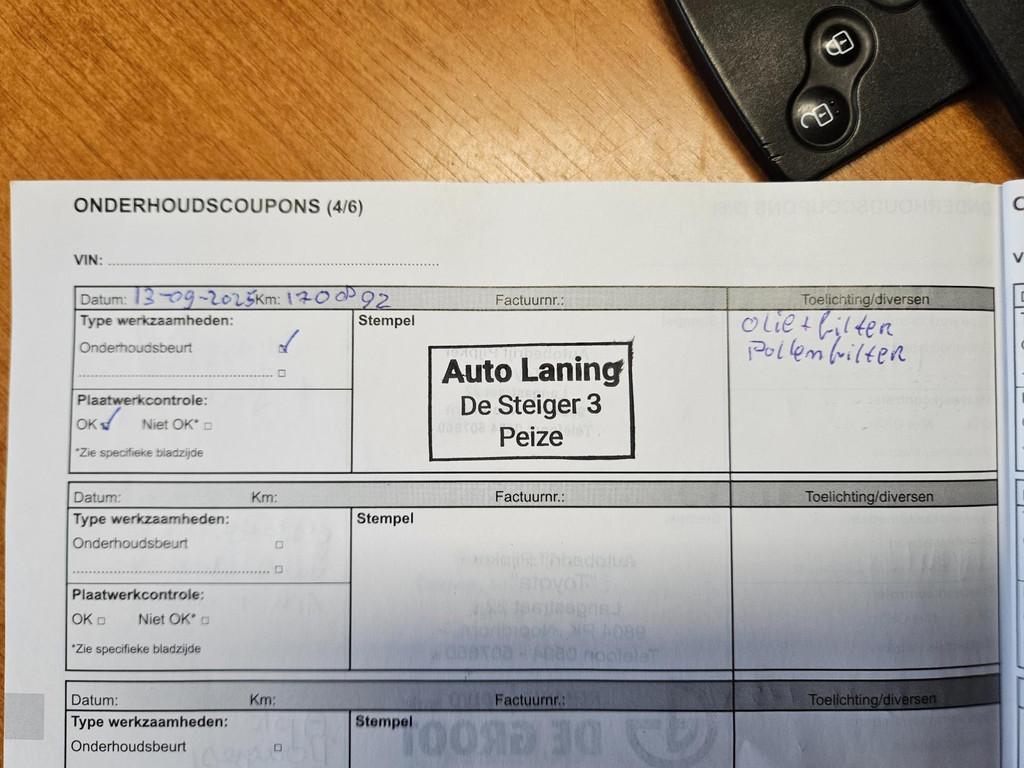 ONDERHOUDSCOUPONS (4/6)
VIN:
Datum: 13-09-2025 Km: 170092 Factuurnr.: Toelichting/diversen
Type werkzaamheden: Stempel Olie + filter
Onderhoudsbeurt Pollenfilter
Auto Laning
De Steiger 3
Peize
Plaatwerkcontrole:
OK Niet OK*
*Zie specifieke bladzijde
Datum: Km: Factuurnr.: Toelichting/diversen
Type werkzaamheden: Stempel
Onderhoudsbeurt
Plaatwerkcontrole:
OK Niet OK*
*Zie specifieke bladzijde
Datum: Km: Factuurnr.: Toelichting/diversen
Type werkzaamheden: Stempel
Onderhoudsbeurt